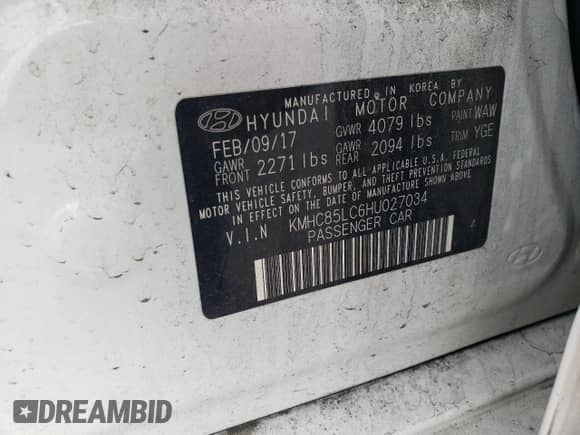 MANUFACTURED IN KOREA BY
HYUNDAI MOTOR COMPANY
FEB/09/17 GVWR 4079 lbs PAINT WAW
GAWR FRONT 2271 lbs GAWR REAR 2094 lbs TRIM YGE
THIS VEHICLE CONFORMS TO ALL APPLICABLE U.S.A. FEDERAL
MOTOR VEHICLE SAFETY, BUMPER, AND THEFT PREVENTION STANDARDS
IN EFFECT ON THE DATE OF MANUFACTURE SHOWN ABOVE.
V.I.N KMHC85LC6HU027034
PASSENGER CAR
DREAMBID